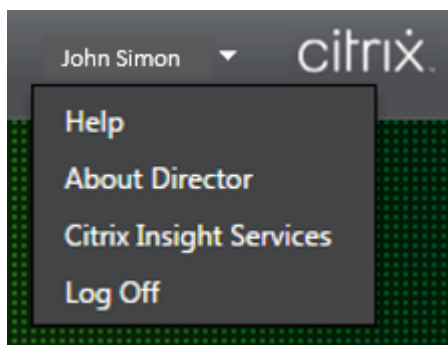 John Simon
citrix
Help
About Director
Citrix Insight Services
Log Off